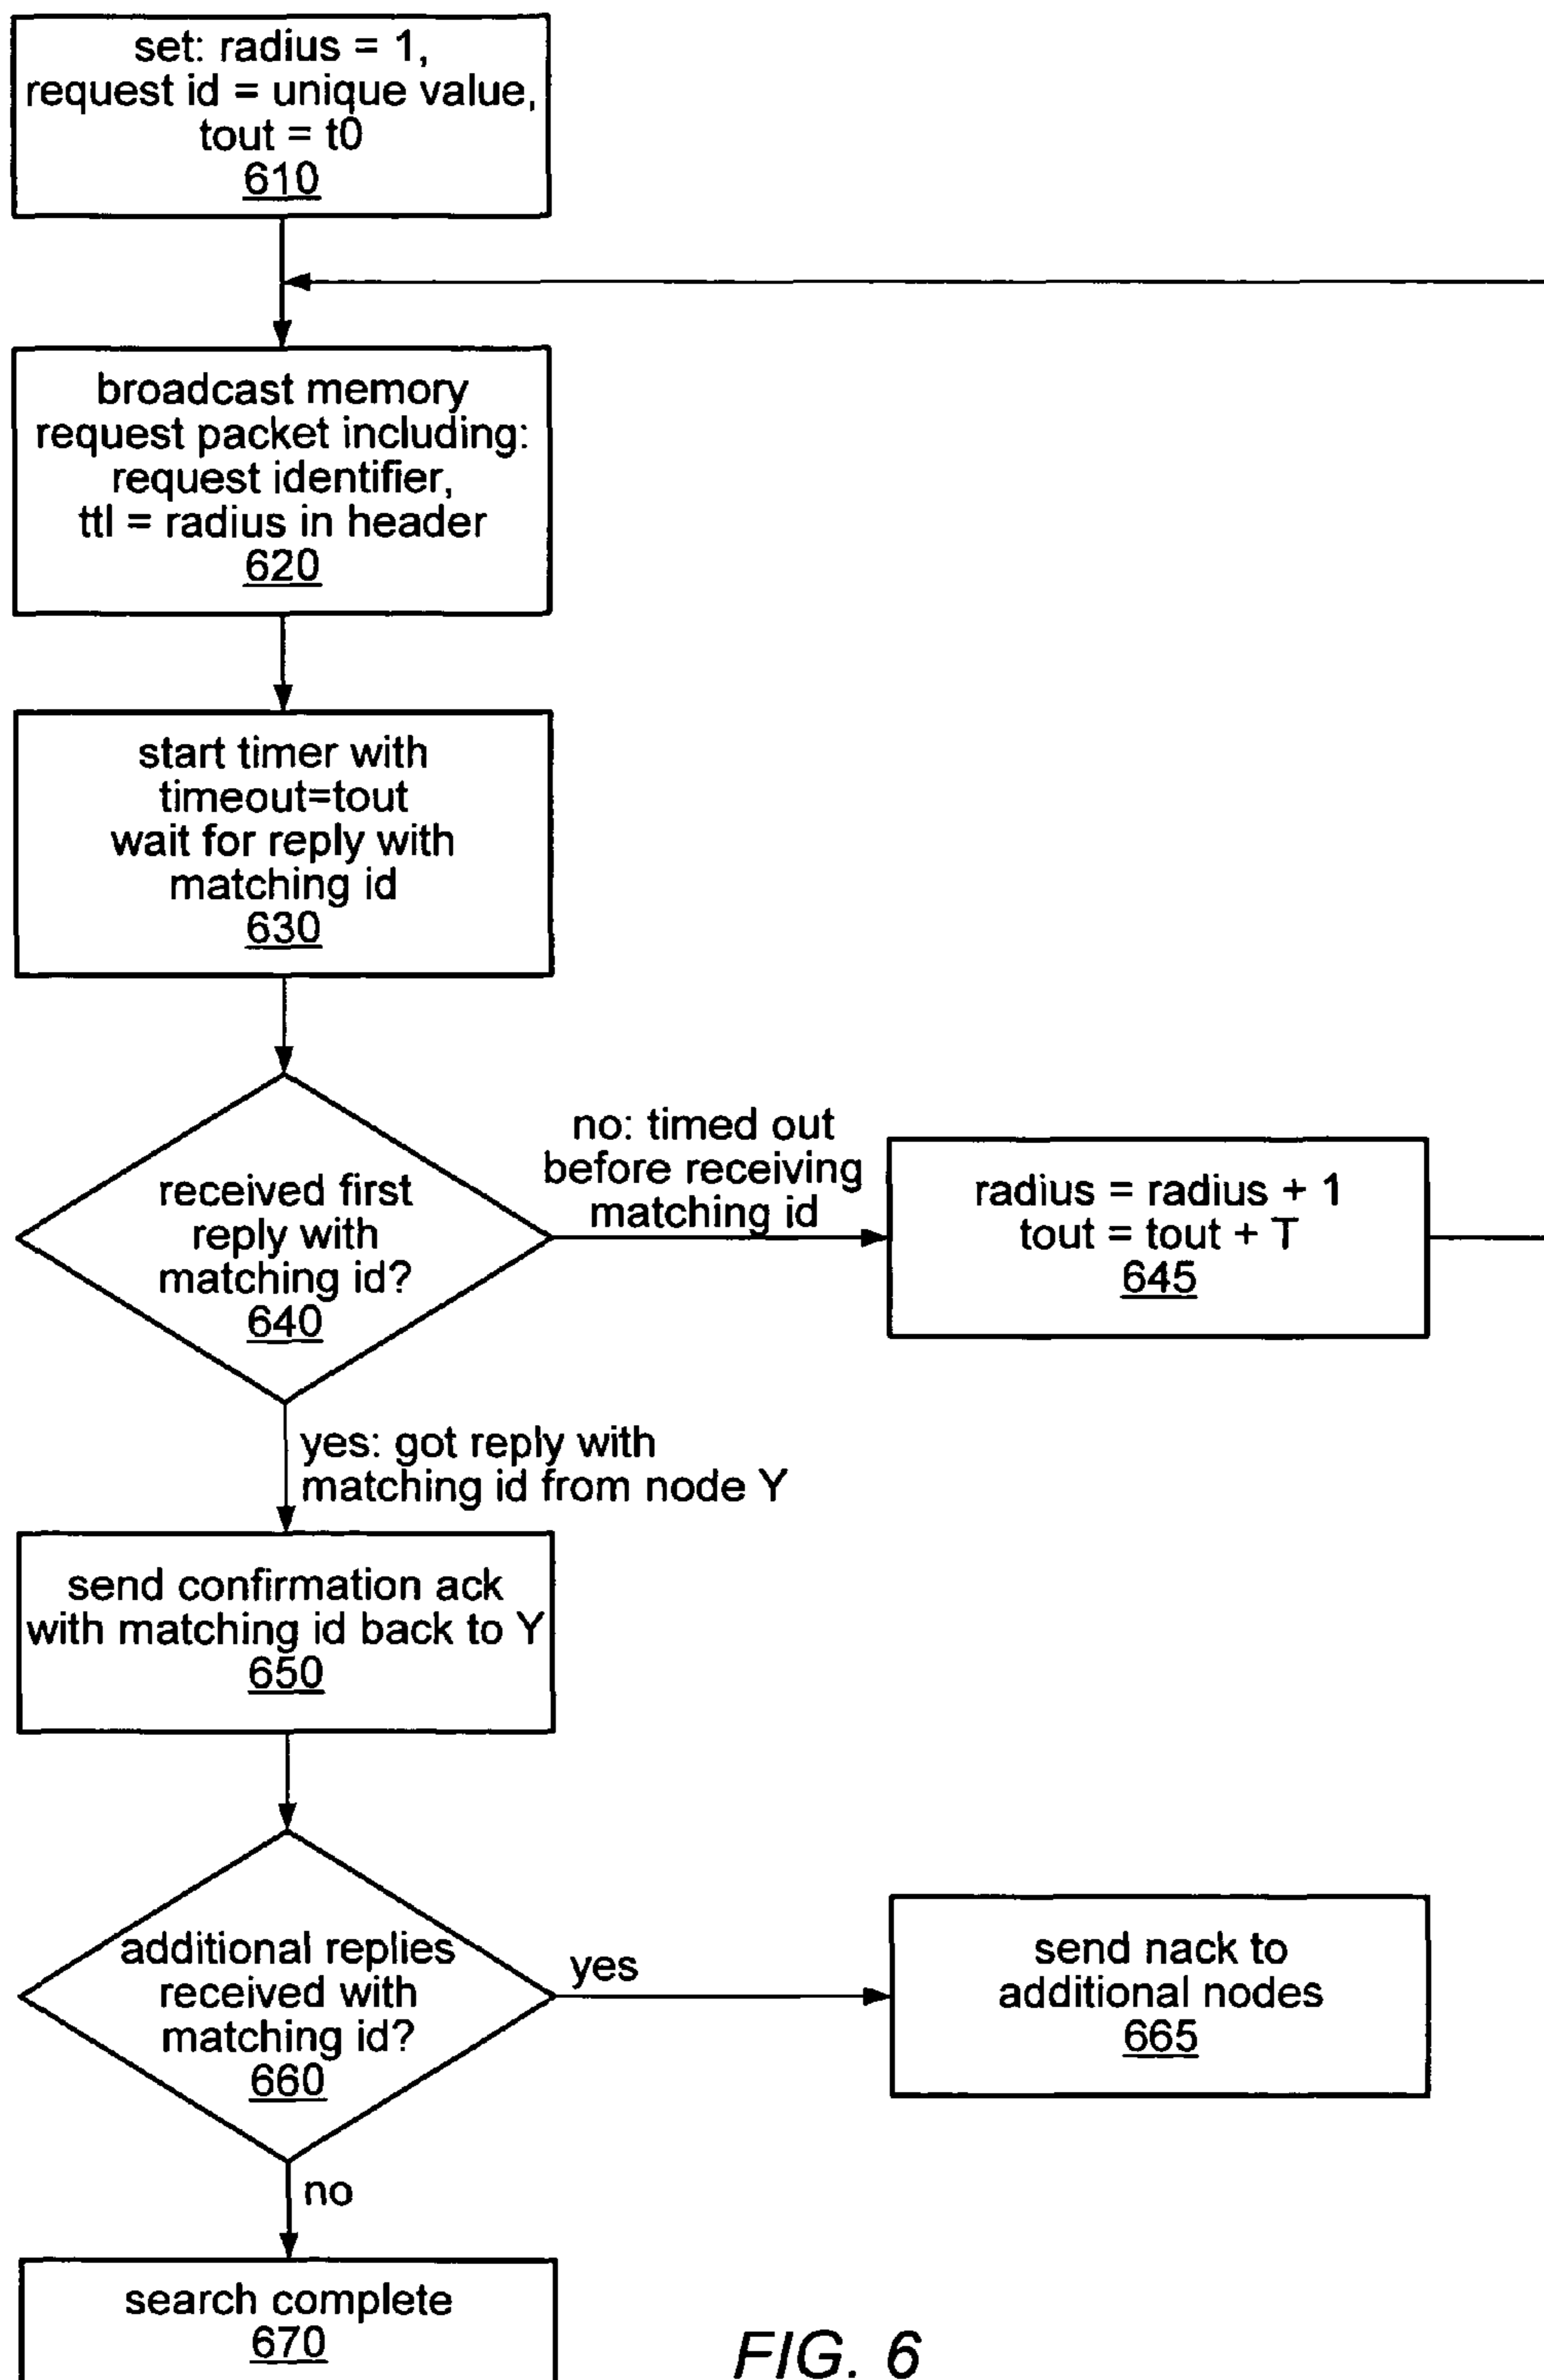 set: radius = 1,
request id = unique value,
tout = t0
610
broadcast memory
request packet including:
request identifier,
ttl = radius in header
620
start timer with
timeout=tout
wait for reply with
matching id
630
received first
reply with
matching id?
640
no: timed out
before receiving
matching id
radius = radius + 1
tout = tout + T
645
yes: got reply with
matching id from node Y
send confirmation ack
with matching id back to Y
650
additional replies
received with
matching id?
660
yes
send nack to
additional nodes
665
no
search complete
670
FIG. 6